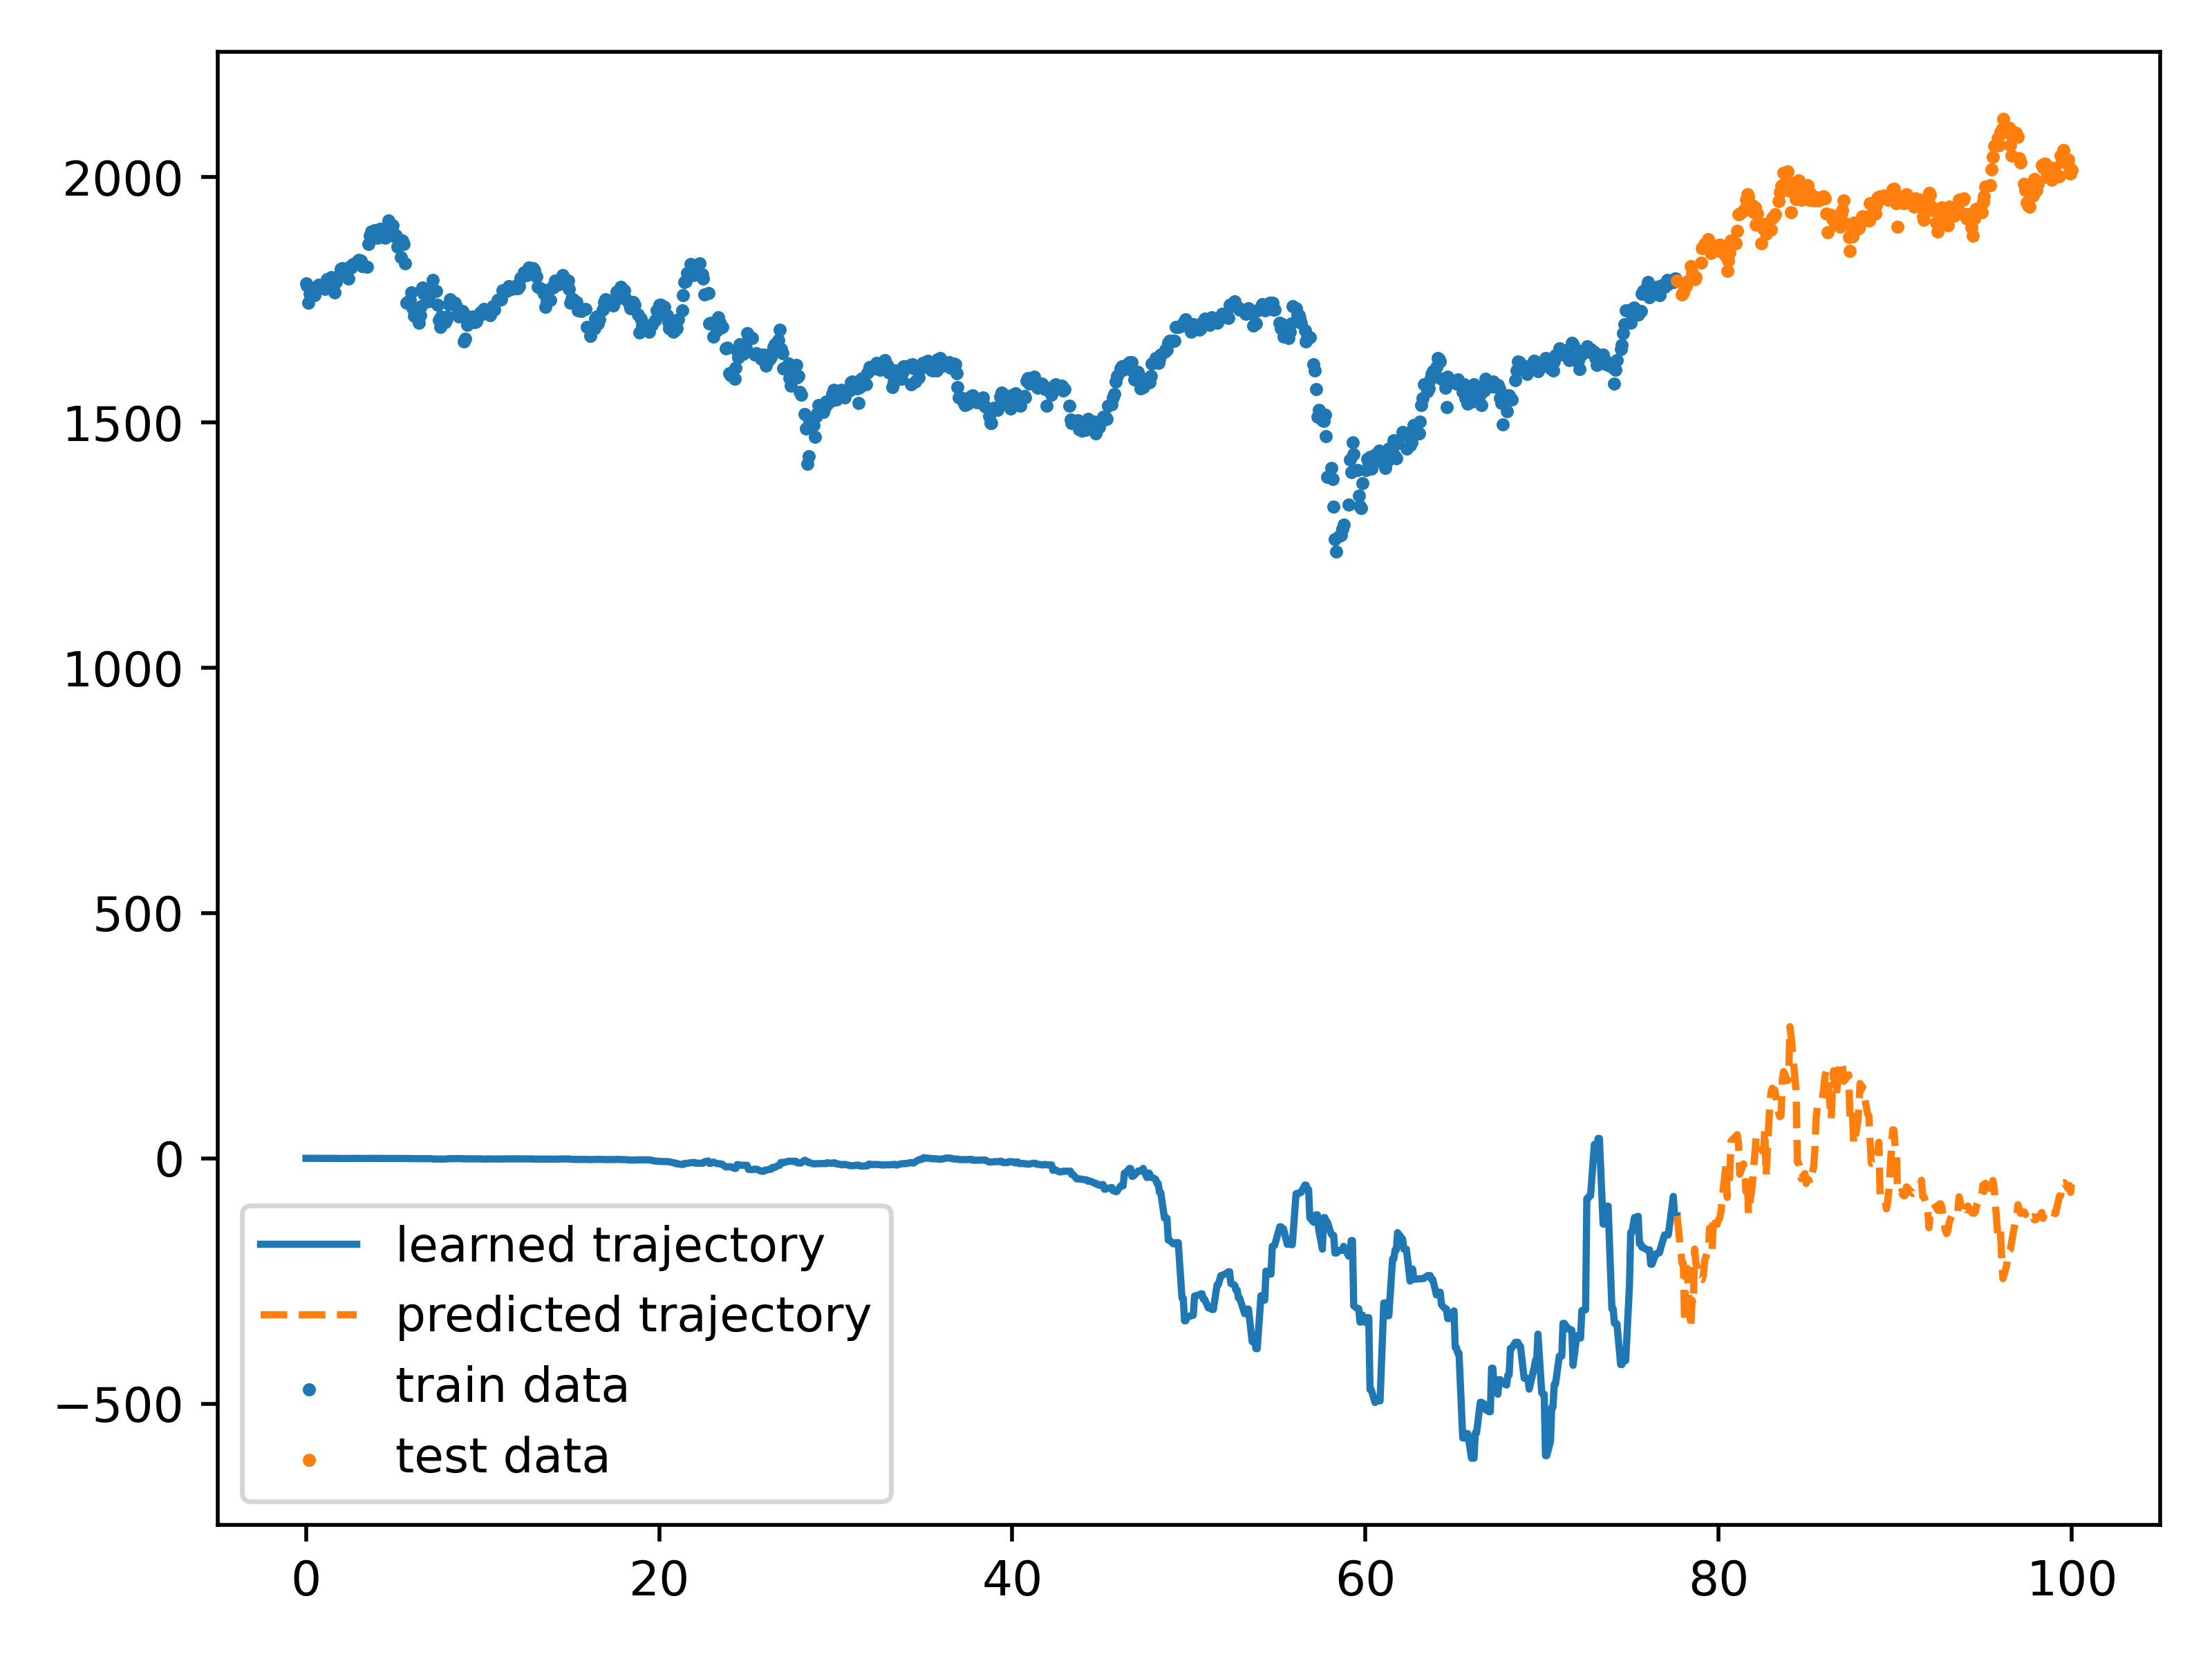 2000
1500
1000
500
0
−500
learned trajectory
predicted trajectory
train data
test data
0 20 40 60 80 100